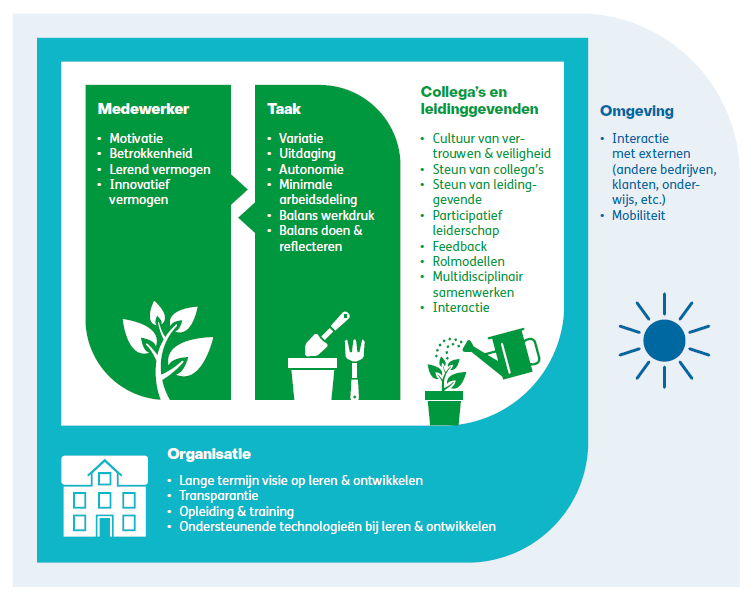 Medewerker
• Motivatie
• Betrokkenheid
• Lerend vermogen
• Innovatief
vermogen
Taak
• Variatie
• Uitdaging
• Autonomie
• Minimale
arbeidsdeling
• Balans werkdruk
• Balans doen &
reflecteren
Collega's en
leidinggevenden
• Cultuur van ver-
trouwen & veiligheid
• Steun van collega's
• Steun van leiding-
gevende
• Participatief
leiderschap
• Feedback
• Rolmodellen
• Multidisciplinair
samenwerken
• Interactie
Omgeving
• Interactie
met externen
(andere bedrijven,
klanten, onder-
wijs, etc.)
• Mobiliteit
Organisatie
• Lange termijn visie op leren & ontwikkelen
• Transparantie
• Opleiding & training
• Ondersteunende technologieën bij leren & ontwikkelen